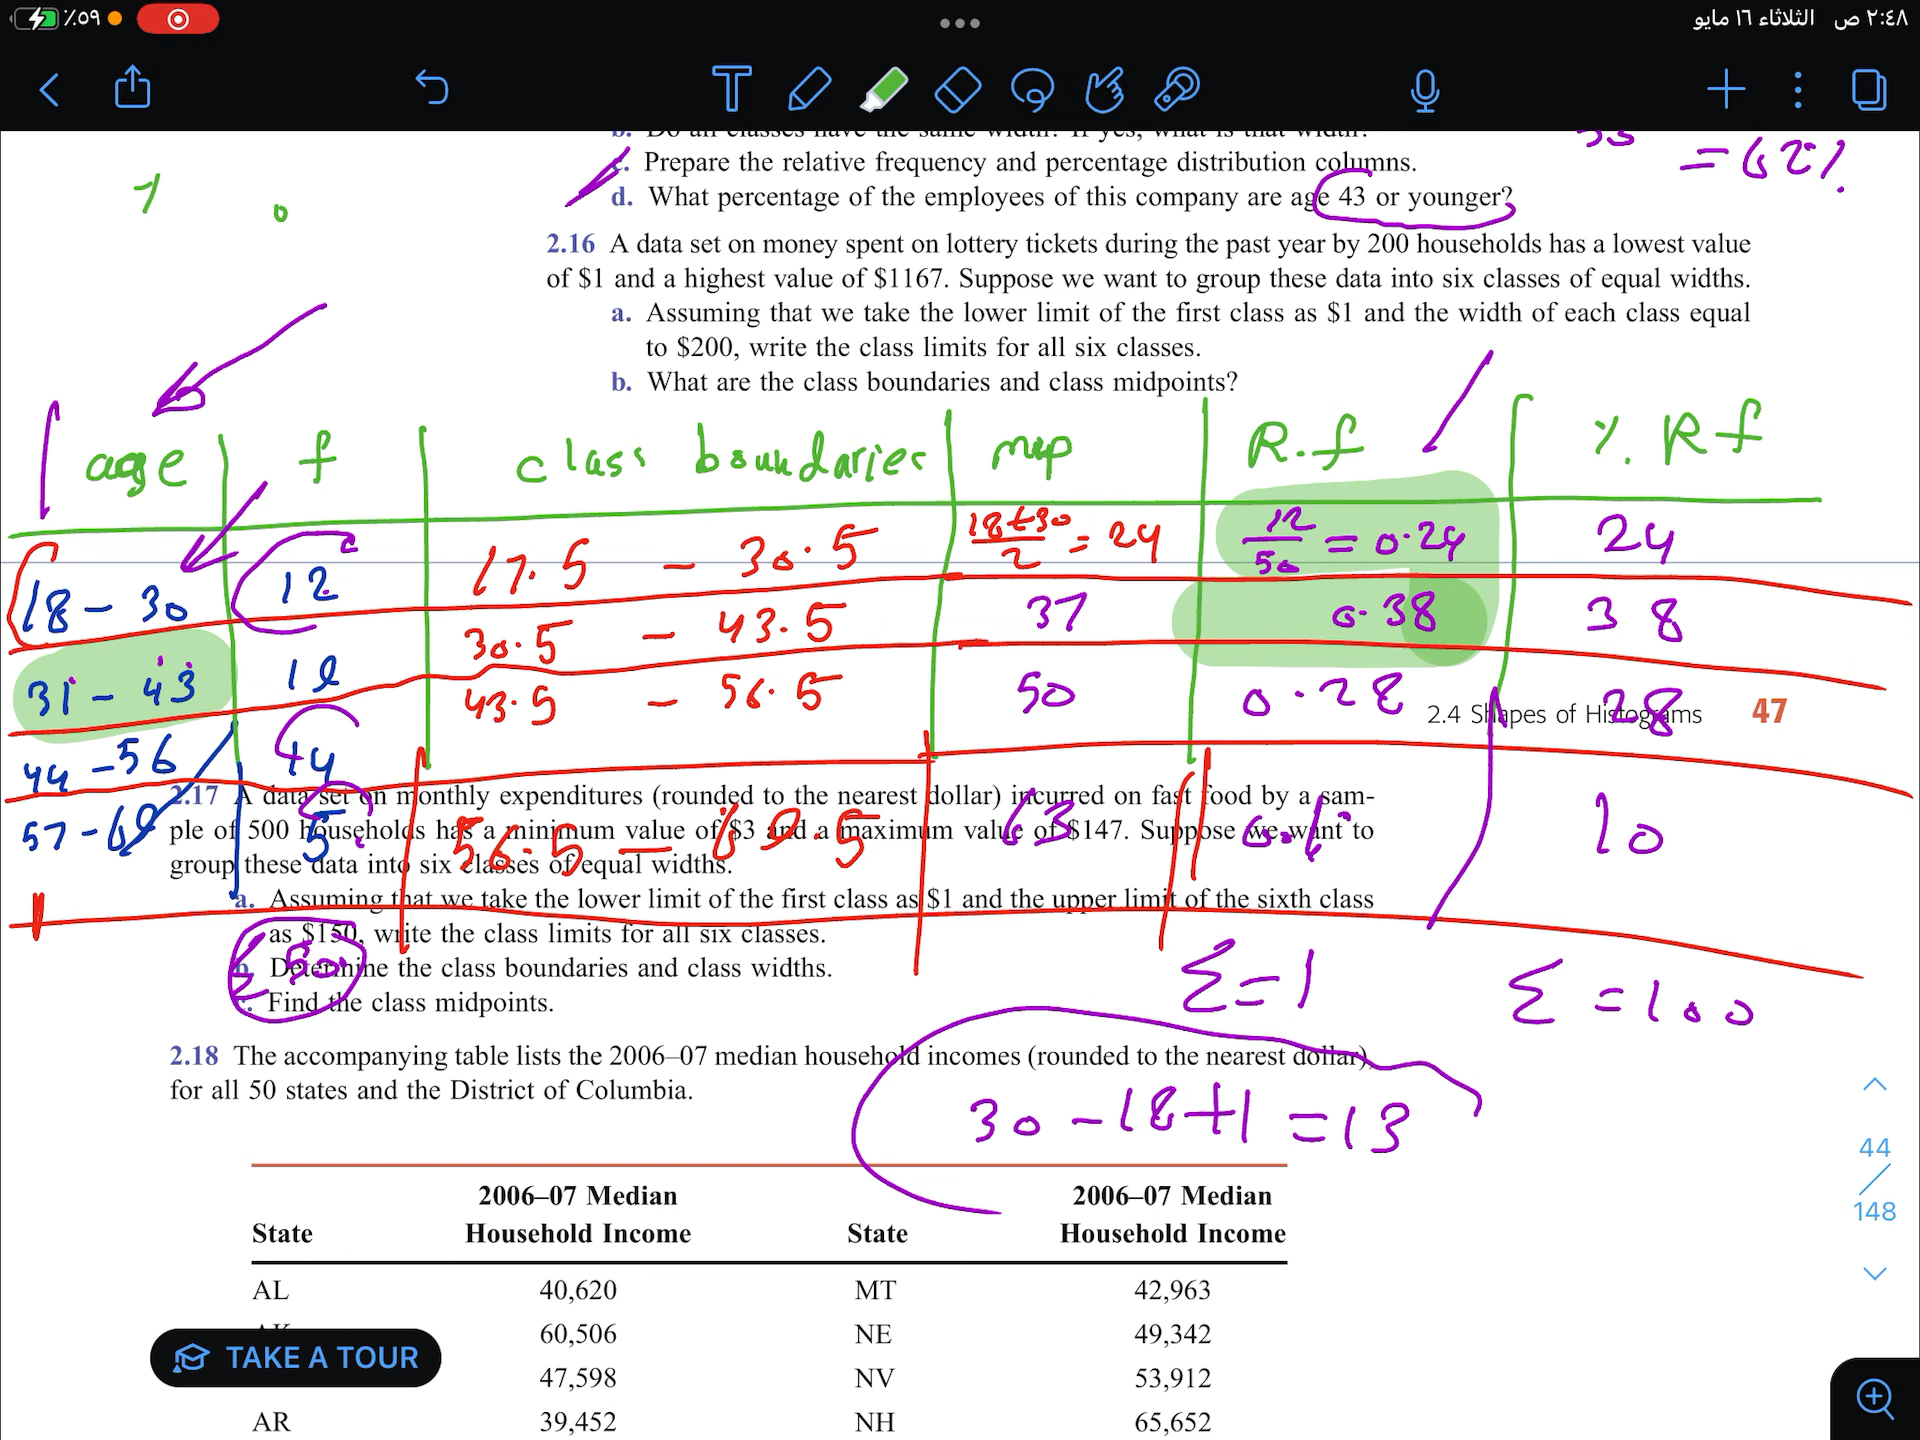 ٪٥٩
٢:٤٨ ص الثلاثاء ١٦ مايو
b. Do all classes have the same width? If yes, what is that width?
c. Prepare the relative frequency and percentage distribution columns.
= 62%
d. What percentage of the employees of this company are age 43 or younger?
2.16 A data set on money spent on lottery tickets during the past year by 200 households has a lowest value
of $1 and a highest value of $1167. Suppose we want to group these data into six classes of equal widths.
a. Assuming that we take the lower limit of the first class as $1 and the width of each class equal
to $200, write the class limits for all six classes.
b. What are the class boundaries and class midpoints?
age f class boundaries R.f %. Rf
18 - 30 12 17.5 - 30.5 18+30/2 = 24 12/50 = 0.24 24
31 - 43 19 30.5 - 43.5 37 0.38 38
44 - 56 14 43.5 - 56.5 50 0.28 28
2.4 Shapes of Histograms 47
57 - 69 5 56.5 - 69.5 63 0.1 10
2.17 A data set on monthly expenditures (rounded to the nearest dollar) incurred on fast food by a sam-
ple of 500 households has a minimum value of $3 and a maximum value of $147. Suppose we want to
group these data into six classes of equal widths.
a. Assuming that we take the lower limit of the first class as $1 and the upper limit of the sixth class
as $150, write the class limits for all six classes.
b. Determine the class boundaries and class widths.
c. Find the class midpoints.
Σ 50 Σ=1 Σ =100
2.18 The accompanying table lists the 2006–07 median household incomes (rounded to the nearest dollar)
for all 50 states and the District of Columbia.
30 - 18 + 1 = 13
44
148
2006–07 Median 2006–07 Median
State Household Income State Household Income
AL 40,620 MT 42,963
AK 60,506 NE 49,342
47,598 NV 53,912
AR 39,452 NH 65,652
TAKE A TOUR